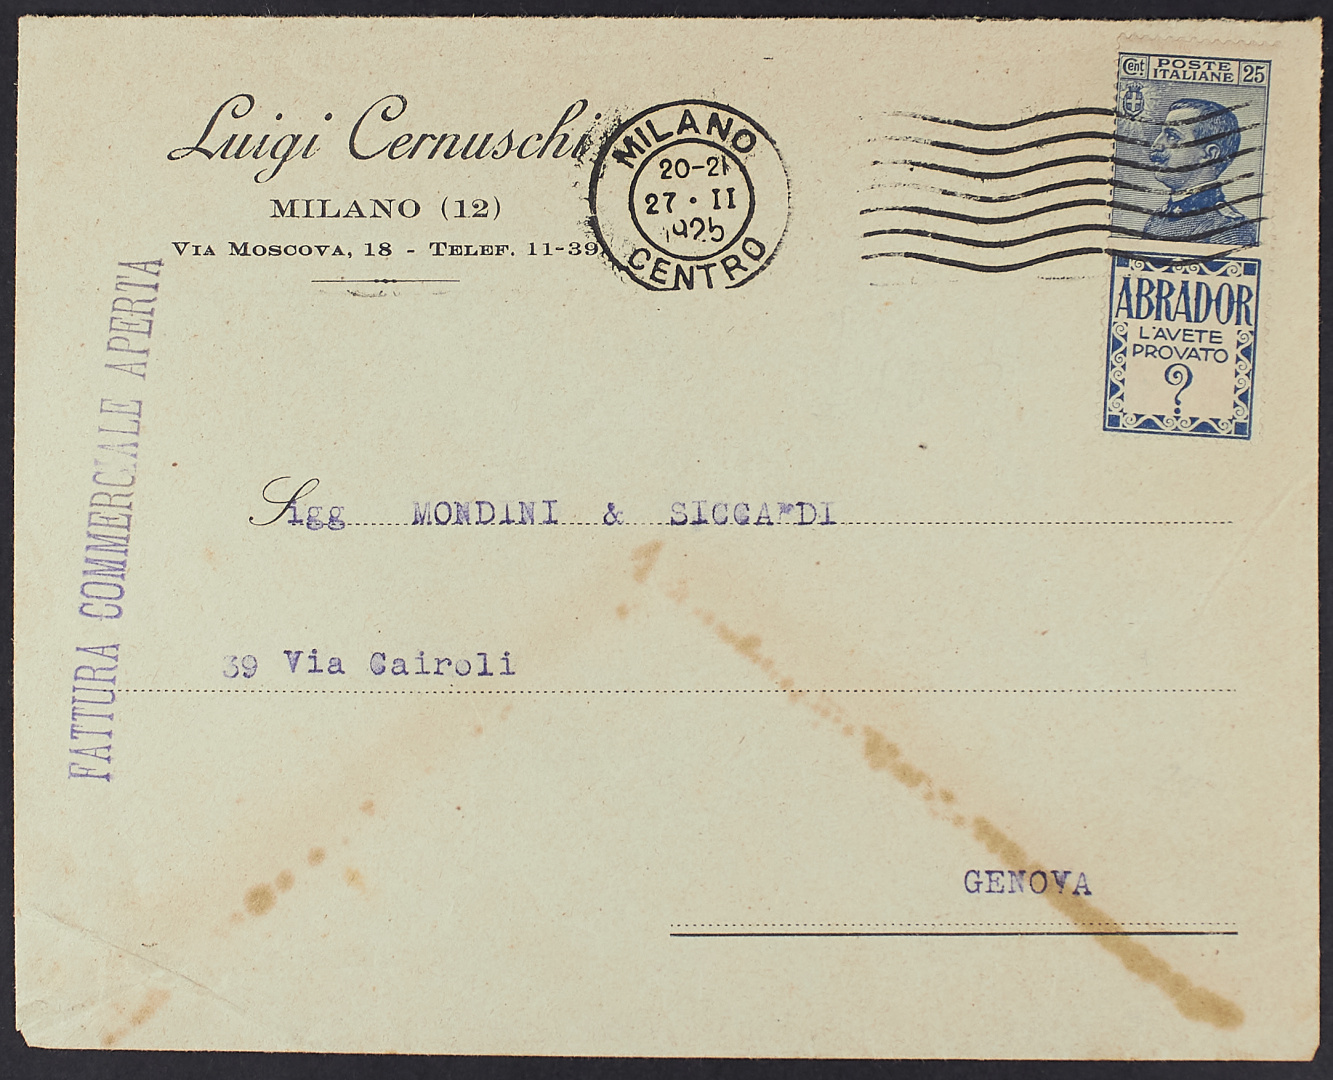 Luigi Cernuschi
MILANO (12)
VIA MOSCOVA, 18 - TELEF. 11-39
MILANO
20-21
27 · II
1925
CENTRO
Cent. POSTE ITALIANE 25
ABRADOR
L'AVETE
PROVATO
?
FATTURA COMMERCIALE APERTA
Sigg MONDINI & SICCARDI
39 Via Cairoli
GENOVA